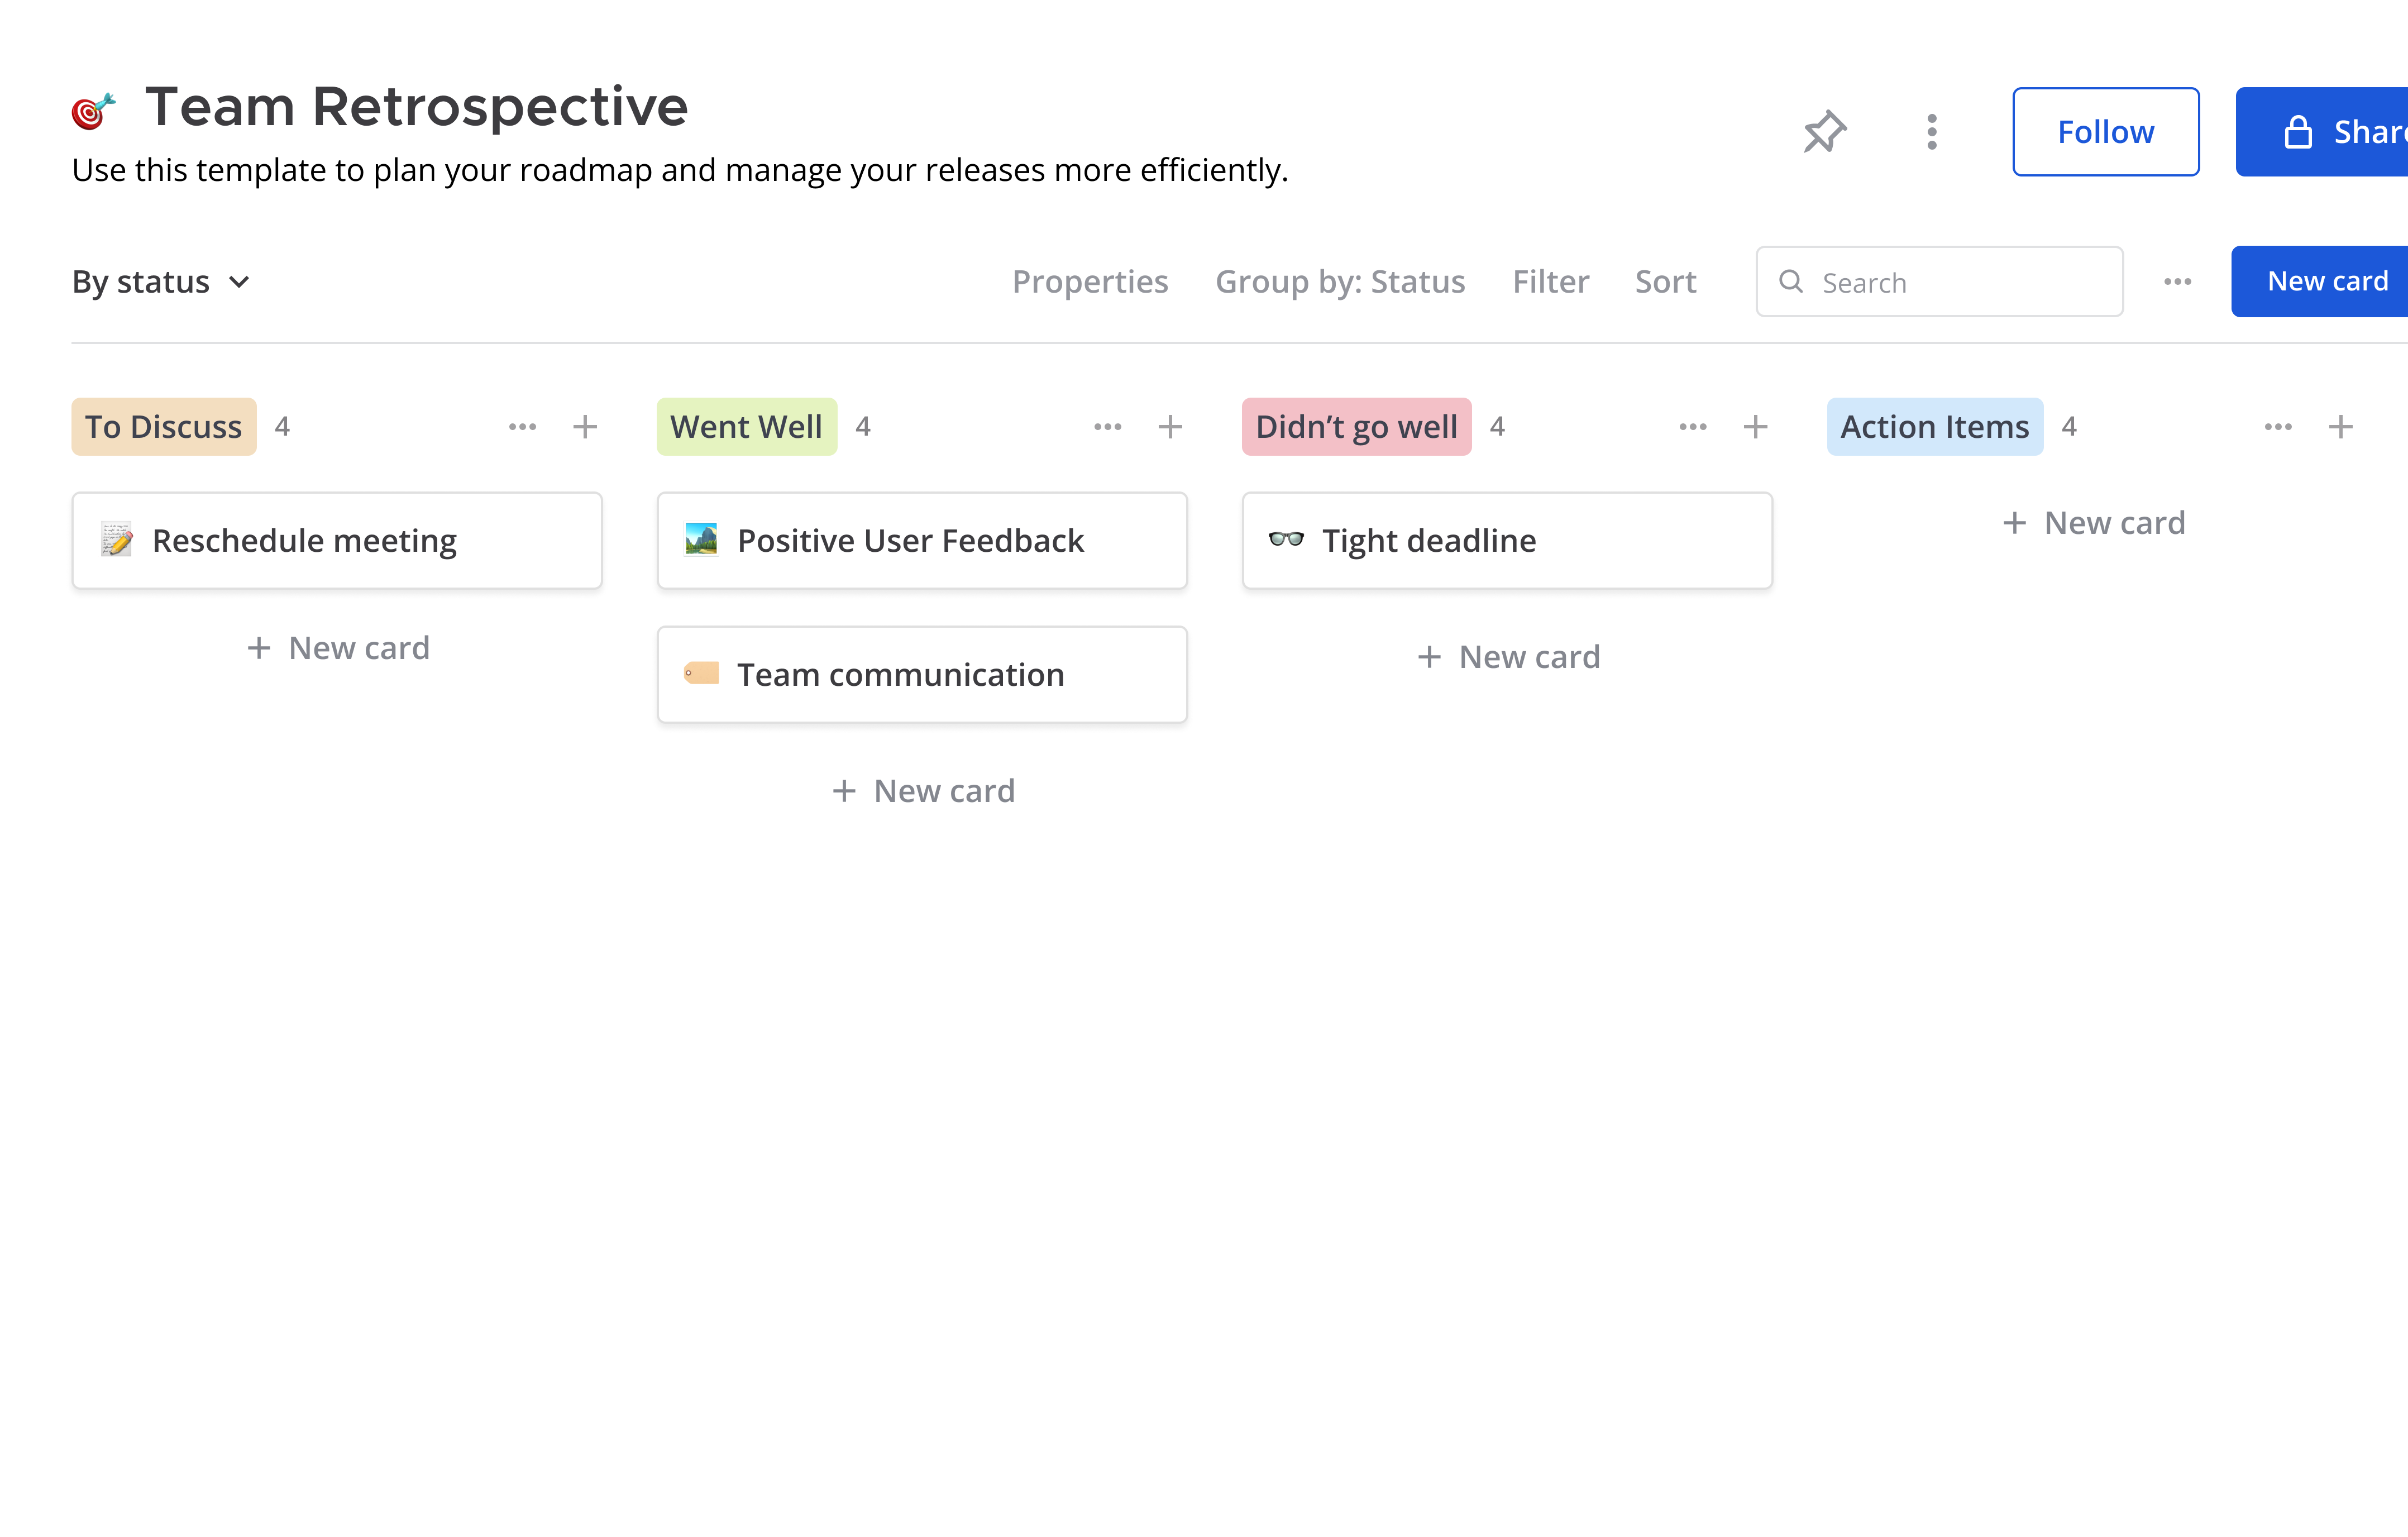 Team Retrospective
Use this template to plan your roadmap and manage your releases more efficiently.
Follow
Share
By status
Properties
Group by: Status
Filter
Sort
Search
New card
To Discuss 4
Went Well 4
Didn’t go well 4
Action Items 4
Reschedule meeting
Positive User Feedback
Tight deadline
+ New card
+ New card
Team communication
+ New card
+ New card